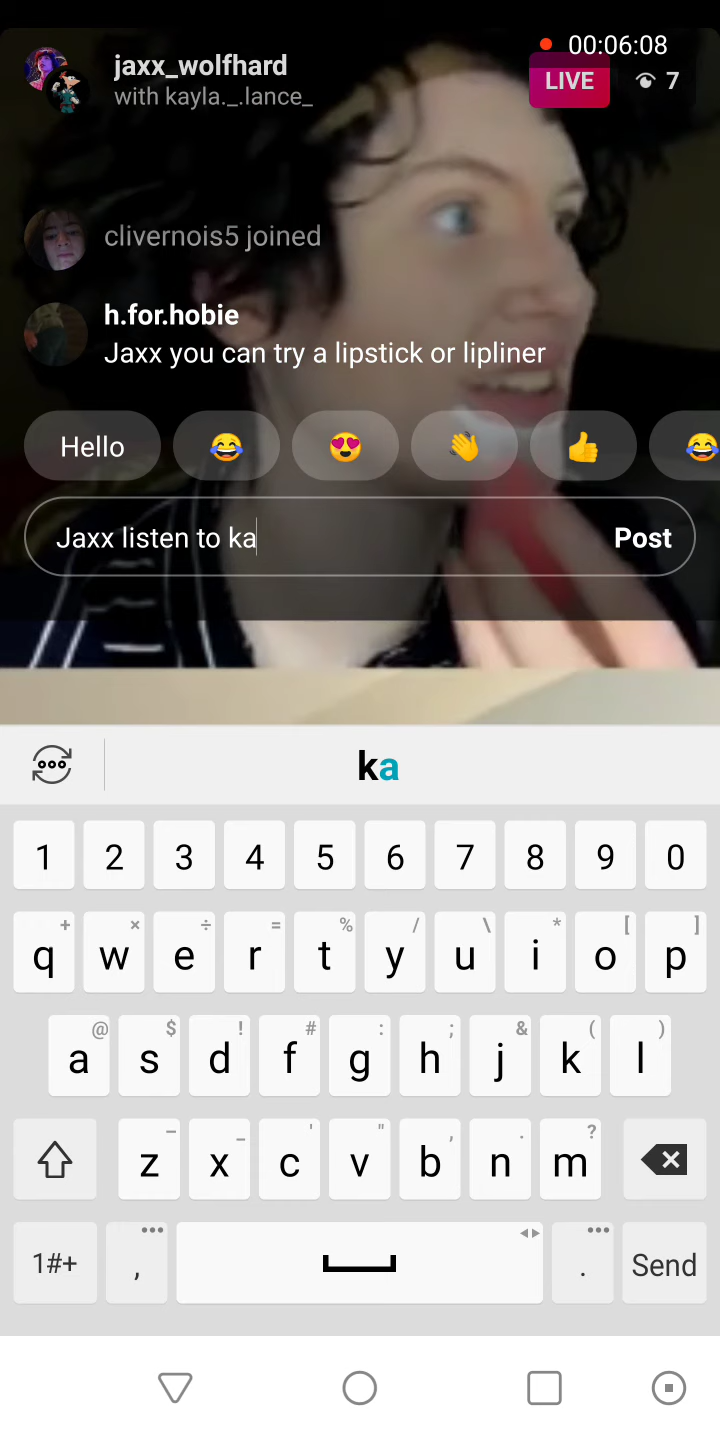 00:06:08
jaxx_wolfhard
with kayla._.lance_
LIVE 7
clivernois5 joined
h.for.hobie
Jaxx you can try a lipstick or lipliner
Hello
Jaxx listen to ka Post
ka
1 2 3 4 5 6 7 8 9 0
+ × ÷ = % / \ * [ ]
q w e r t y u i o p
@ $ ! # : ; & ( )
a s d f g h j k l
– _ ' " , . ?
z x c v b n m
1#+ , . Send